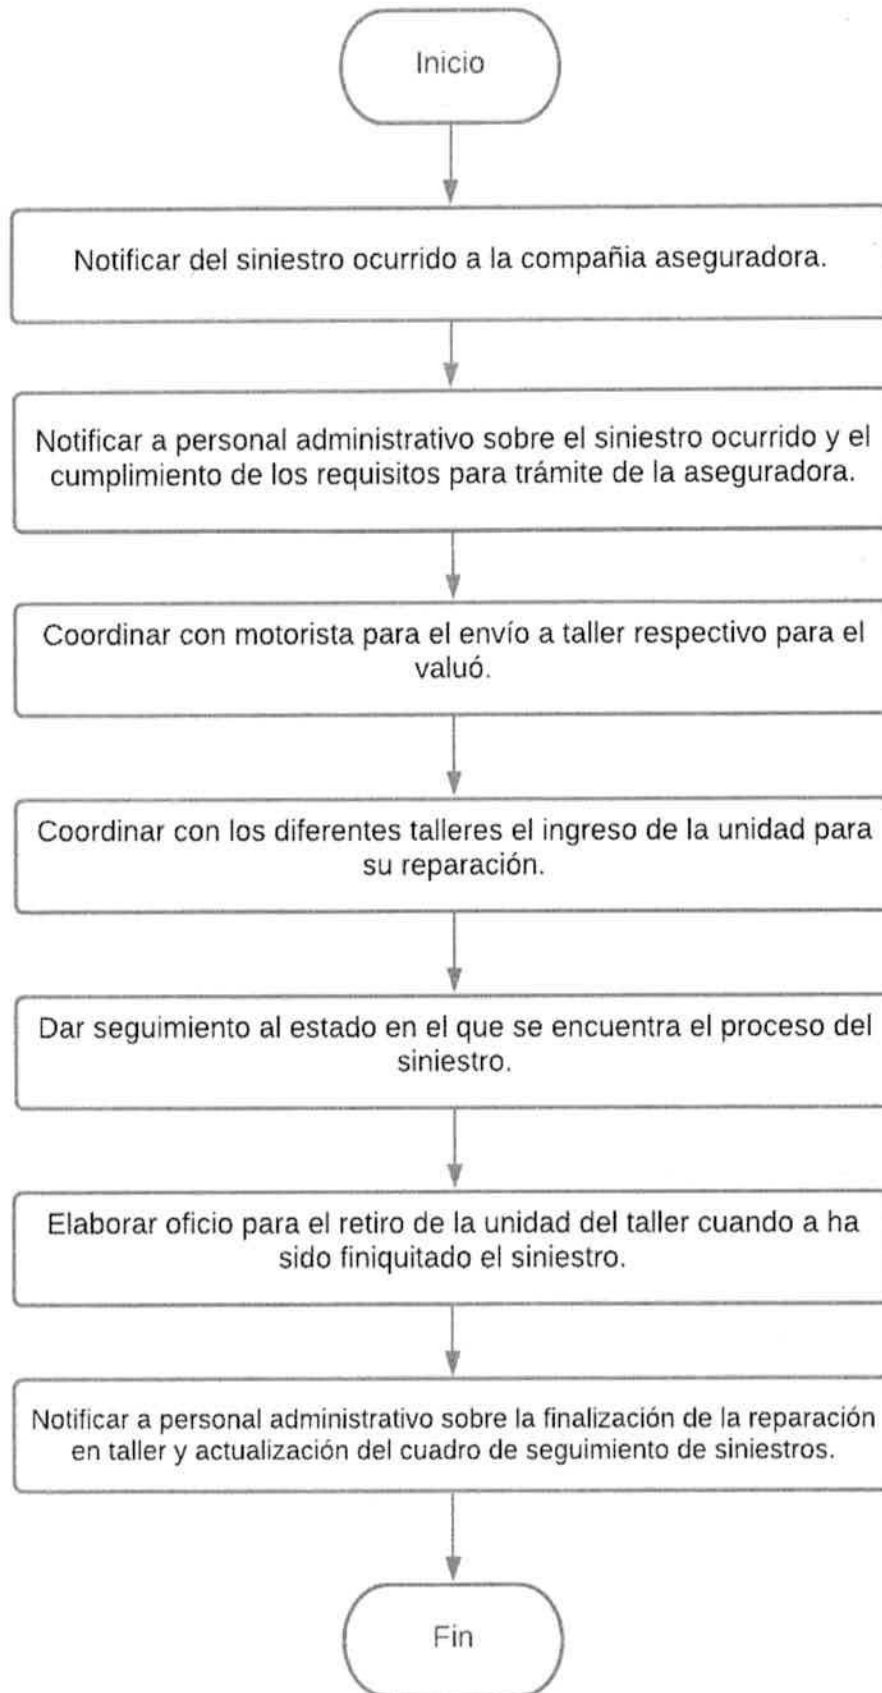 Inicio
Notificar del siniestro ocurrido a la compañia aseguradora.
Notificar a personal administrativo sobre el siniestro ocurrido y el
cumplimiento de los requisitos para trámite de la aseguradora.
Coordinar con motorista para el envío a taller respectivo para el
valuó.
Coordinar con los diferentes talleres el ingreso de la unidad para
su reparación.
Dar seguimiento al estado en el que se encuentra el proceso del
siniestro.
Elaborar oficio para el retiro de la unidad del taller cuando a ha
sido finiquitado el siniestro.
Notificar a personal administrativo sobre la finalización de la reparación
en taller y actualización del cuadro de seguimiento de siniestros.
Fin